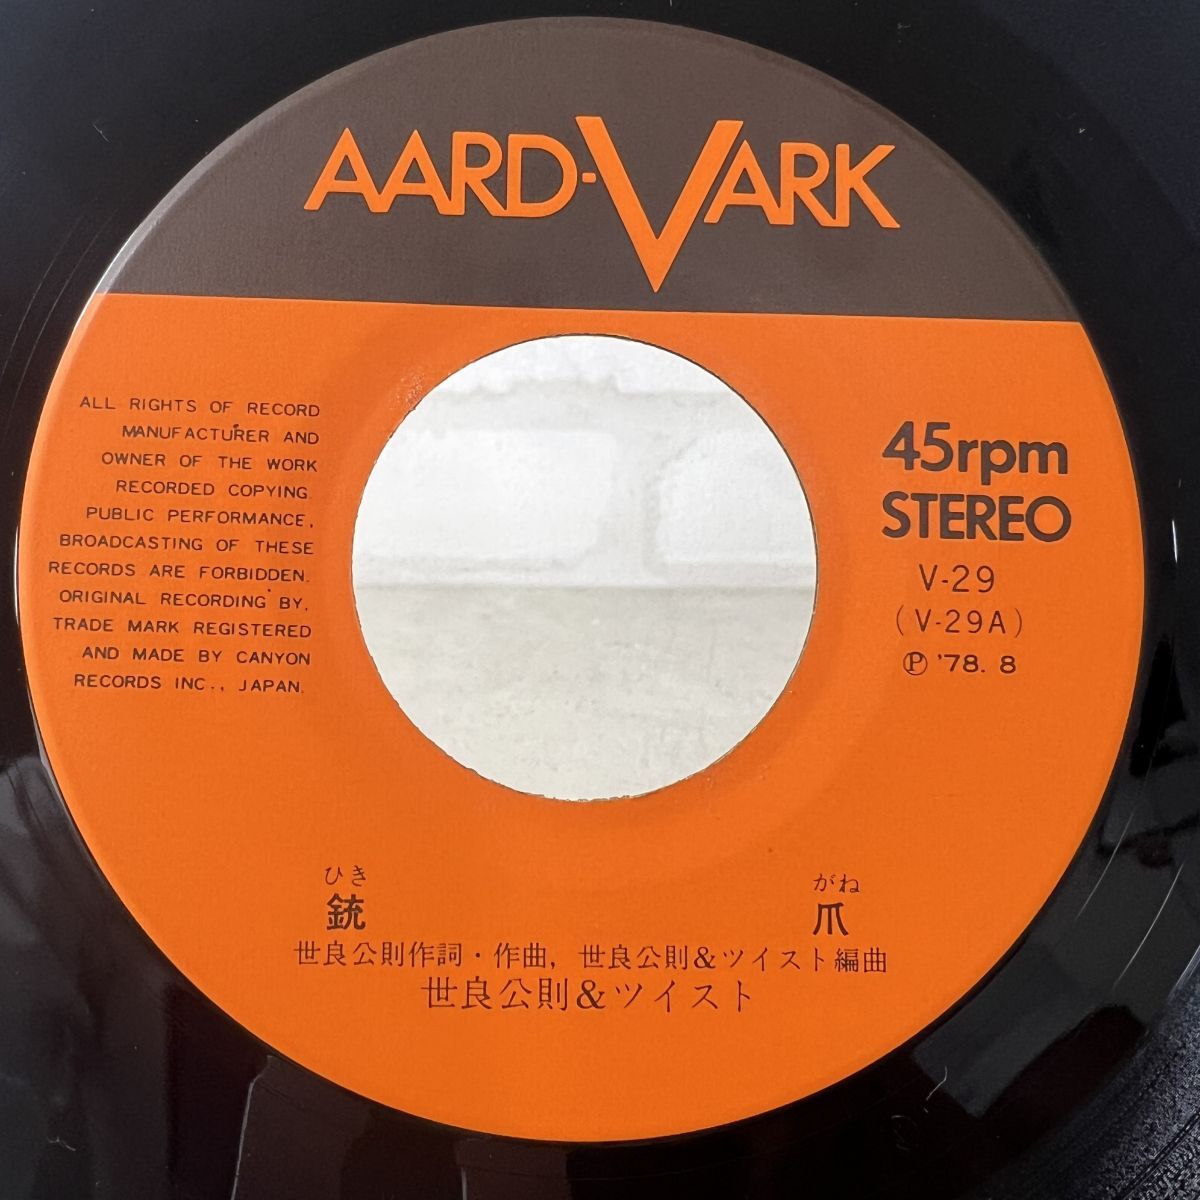 AARD-VARK
ALL RIGHTS OF RECORD
MANUFACTURER AND
OWNER OF THE WORK
RECORDED COPYING.
PUBLIC PERFORMANCE,
BROADCASTING OF THESE
RECORDS ARE FORBIDDEN.
ORIGINAL RECORDING BY,
TRADE MARK REGISTERED
AND MADE BY CANYON
RECORDS INC., JAPAN.
45rpm
STEREO
V-29
(V-29A)
Ⓟ '78. 8
ひき がね
銃 爪
世良公則作詞・作曲, 世良公則&ツイスト編曲
世良公則&ツイスト